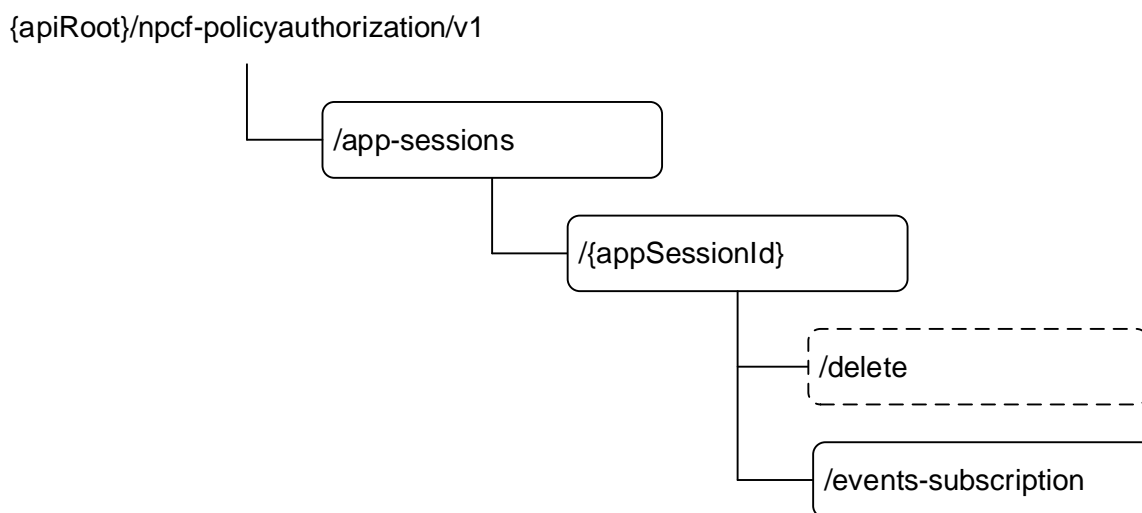 {apiRoot}/npcf-policyauthorization/v1
/app-sessions
/{appSessionId}
/delete
/events-subscription